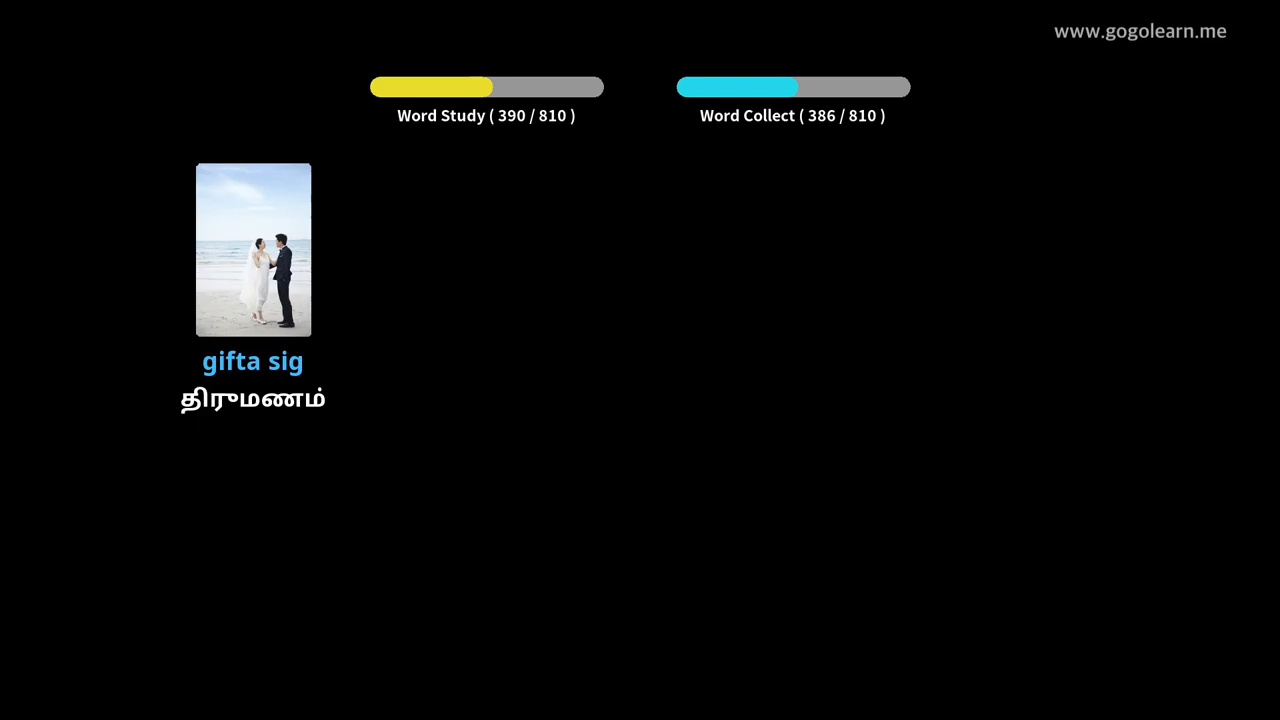 www.gogolearn.me
Word Study ( 390 / 810 )
Word Collect ( 386 / 810 )
gifta sig
திருமணம்